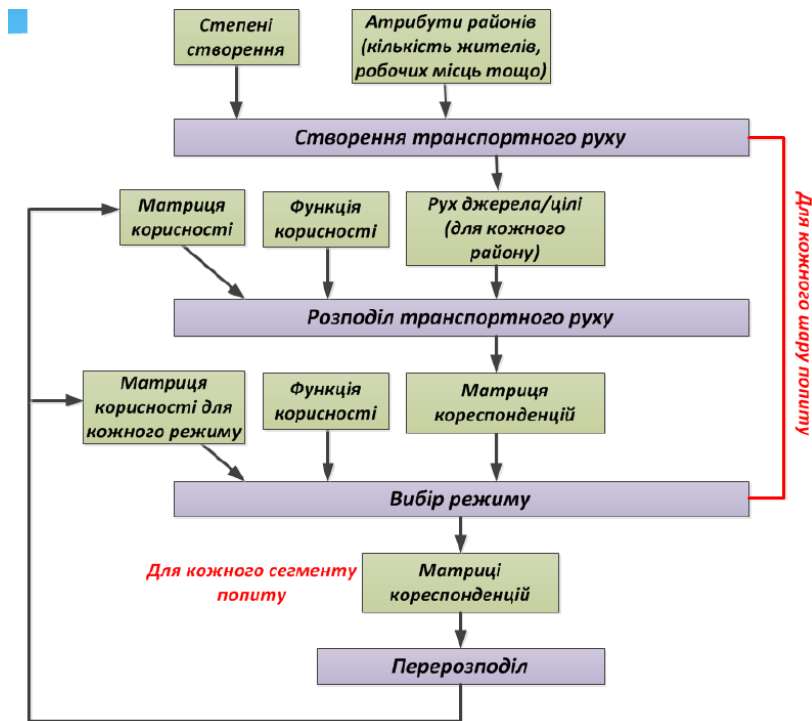 Степені
створення
Атрибути районів
(кількість жителів,
робочих місць тощо)
Створення транспортного руху
Матриця
корисності
Функція
корисності
Рух джерела/цілі
(для кожного
району)
Розподіл транспортного руху
Матриця
корисності для
кожного режиму
Функція
корисності
Матриця
кореспонденцій
Вибір режиму
Для кожного сегменту
попиту
Матриці
кореспонденцій
Перерозподіл
Для кожного шару попиту